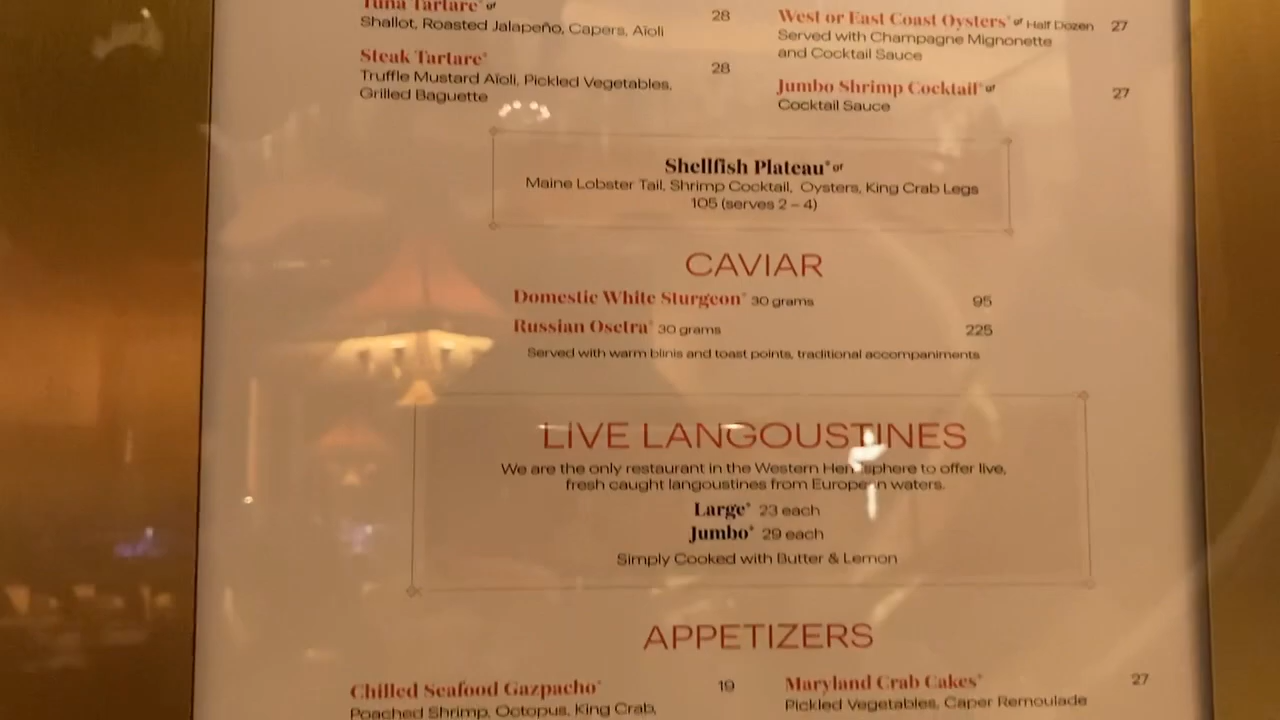 Tuna Tartare* gf 28
Shallot, Roasted Jalapeño, Capers, Aïoli
Steak Tartare* 28
Truffle Mustard Aïoli, Pickled Vegetables,
Grilled Baguette
West or East Coast Oysters* gf Half Dozen 27
Served with Champagne Mignonette
and Cocktail Sauce
Jumbo Shrimp Cocktail* gf 27
Cocktail Sauce
Shellfish Plateau* gf
Maine Lobster Tail, Shrimp Cocktail, Oysters, King Crab Legs
105 (serves 2 – 4)
CAVIAR
Domestic White Sturgeon* 30 grams 95
Russian Osetra* 30 grams 225
Served with warm blinis and toast points, traditional accompaniments
LIVE LANGOUSTINES
We are the only restaurant in the Western Hemisphere to offer live,
fresh caught langoustines from European waters.
Large* 23 each
Jumbo* 29 each
Simply Cooked with Butter & Lemon
APPETIZERS
Chilled Seafood Gazpacho* 19
Poached Shrimp, Octopus, King Crab,
Maryland Crab Cakes* 27
Pickled Vegetables, Caper Remoulade